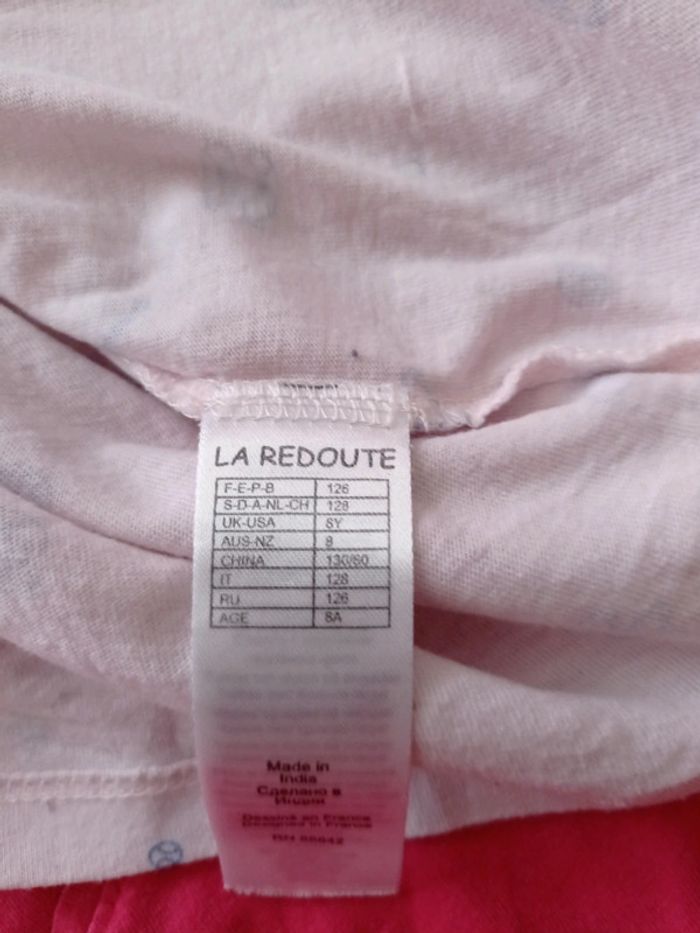 LA REDOUTE
F-E-P-B 126
S-D-A-NL-CH 128
UK-USA 8Y
AUS-NZ 8
CHINA 130/60
IT 128
RU 126
AGE 8A
Made in
India
Сделано в
Индии
Dessiné en France
Designed in France